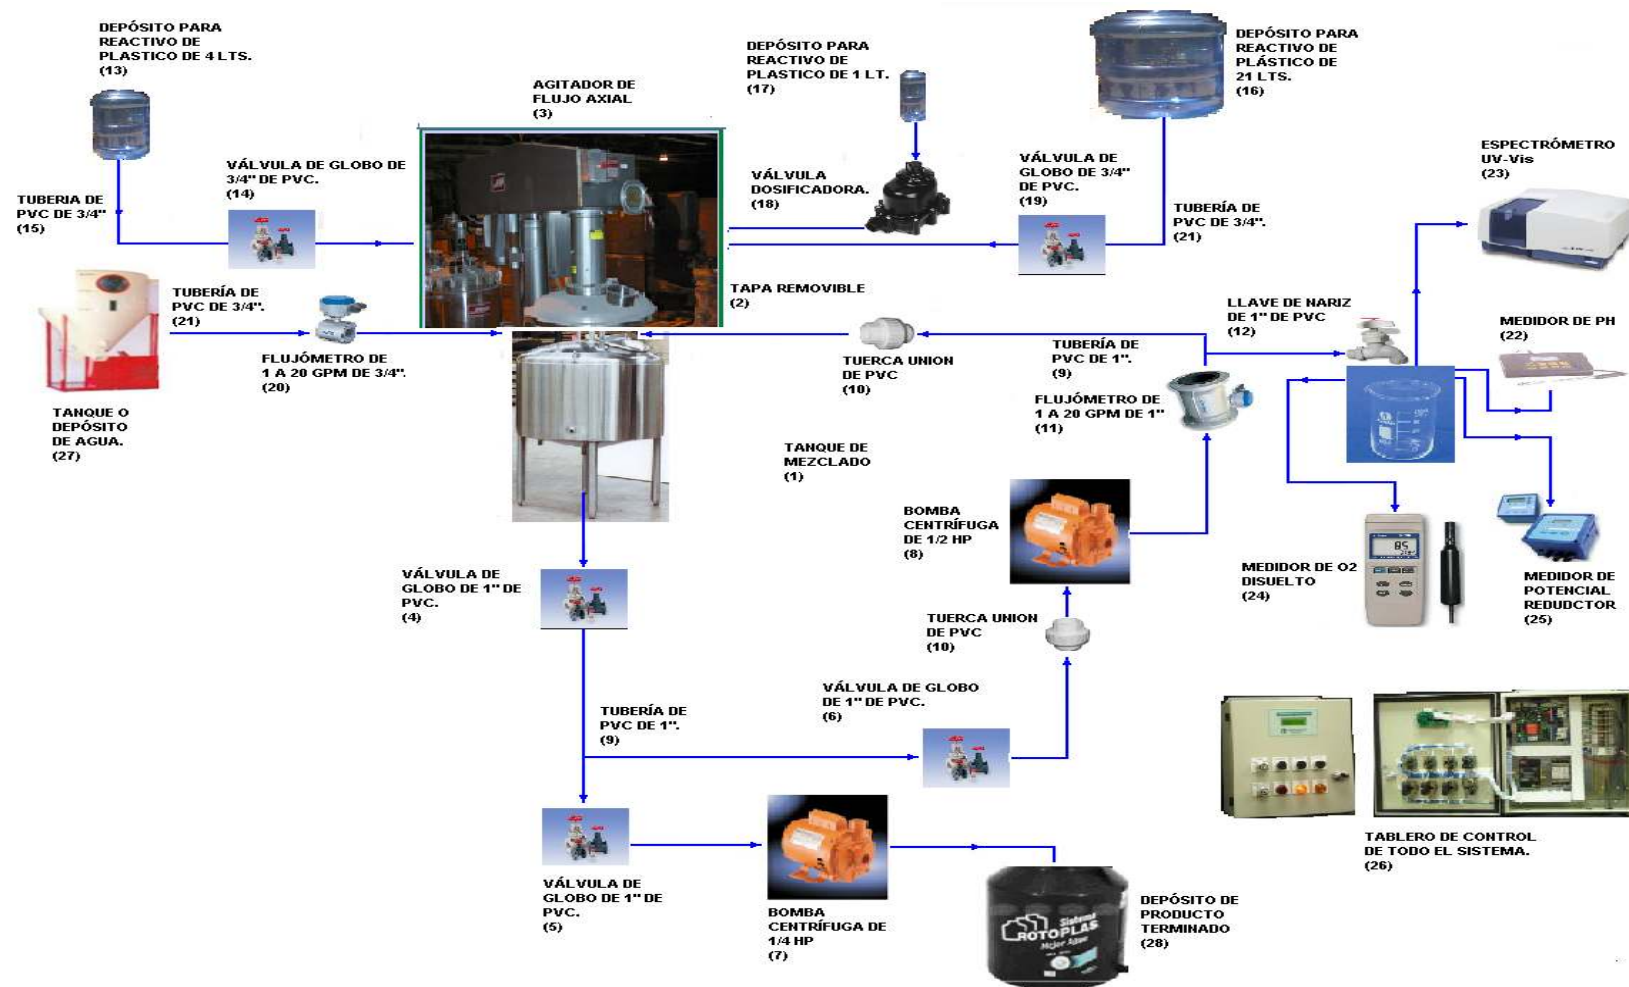 DEPÓSITO PARA
REACTIVO DE
PLASTICO DE 4 LTS.
(13)
AGITADOR DE
FLUJO AXIAL
(3)
DEPÓSITO PARA
REACTIVO DE
PLASTICO DE 1 LT.
(17)
DEPÓSITO PARA
REACTIVO DE
PLÁSTICO DE
21 LTS.
(16)
VÁLVULA DE GLOBO DE
3/4" DE PVC.
(14)
TUBERIA DE
PVC DE 3/4"
(15)
VÁLVULA
DOSIFICADORA.
(18)
VÁLVULA DE
GLOBO DE 3/4"
DE PVC.
(19)
TUBERÍA DE
PVC DE 3/4".
(21)
ESPECTRÓMETRO
UV-Vis
(23)
TUBERÍA DE
PVC DE 3/4".
(21)
TAPA REMOVIBLE
(2)
LLAVE DE NARIZ
DE 1" DE PVC
(12)
MEDIDOR DE PH
(22)
FLUJÓMETRO DE
1 A 20 GPM DE 3/4".
(20)
TUERCA UNION
DE PVC
(10)
TUBERÍA DE
PVC DE 1".
(9)
FLUJÓMETRO DE
1 A 20 GPM DE 1"
(11)
TANQUE O
DEPÓSITO
DE AGUA.
(27)
TANQUE DE
MEZCLADO
(1)
BOMBA
CENTRÍFUGA
DE 1/2 HP
(8)
VÁLVULA DE
GLOBO DE 1" DE
PVC.
(4)
MEDIDOR DE O2
DISUELTO
(24)
MEDIDOR DE
POTENCIAL
REDUDCTOR
(25)
TUERCA UNION
DE PVC
(10)
VÁLVULA DE GLOBO
DE 1" DE PVC.
(6)
TUBERÍA DE
PVC DE 1".
(9)
TABLERO DE CONTROL
DE TODO EL SISTEMA.
(26)
VÁLVULA DE
GLOBO DE 1" DE
PVC.
(5)
BOMBA
CENTRÍFUGA DE
1/4 HP
(7)
Sistema
ROTOPLAS
Mejor Agua
DEPÓSITO DE
PRODUCTO
TERMINADO
(28)